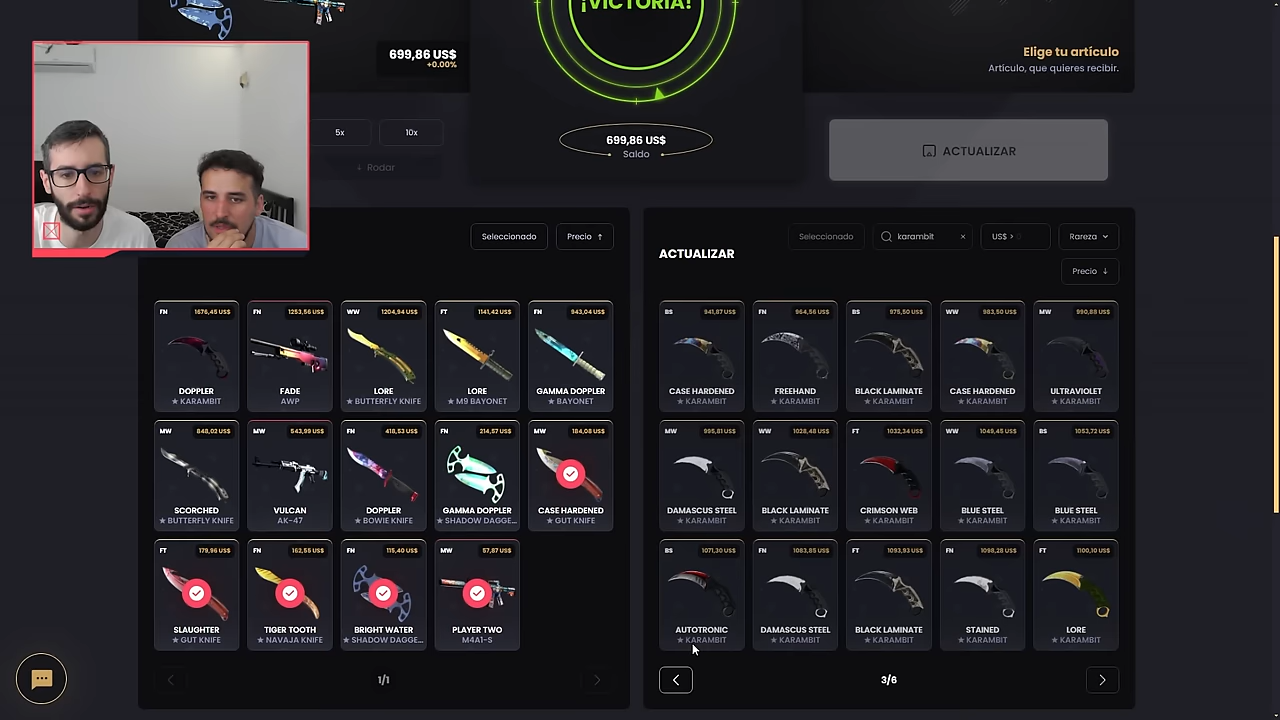 ¡VICTORIA!
699,86 US$
+0.00%
Elige tu artículo
Artículo, que quieres recibir.
5x
10x
↓ Rodar
699,86 US$
Saldo
ACTUALIZAR
Seleccionado
Precio ↑
ACTUALIZAR
Seleccionado
karambit ×
US$ >
Rareza
Precio ↓
FN 1676,45 US$
DOPPLER
★ KARAMBIT
FN 1253,56 US$
FADE
AWP
WW 1204,94 US$
LORE
★ BUTTERFLY KNIFE
FT 1141,42 US$
LORE
★ M9 BAYONET
FN 943,04 US$
GAMMA DOPPLER
★ BAYONET
MW 848,02 US$
SCORCHED
★ BUTTERFLY KNIFE
MW 543,99 US$
VULCAN
AK-47
FN 418,53 US$
DOPPLER
★ BOWIE KNIFE
FN 214,57 US$
GAMMA DOPPLER
★ SHADOW DAGGE...
MW 184,08 US$
CASE HARDENED
★ GUT KNIFE
FT 179,96 US$
SLAUGHTER
★ GUT KNIFE
FN 162,55 US$
TIGER TOOTH
★ NAVAJA KNIFE
FN 115,40 US$
BRIGHT WATER
★ SHADOW DAGGE...
MW 57,87 US$
PLAYER TWO
M4A1-S
1/1
BS 941,87 US$
CASE HARDENED
★ KARAMBIT
FN 964,56 US$
FREEHAND
★ KARAMBIT
BS 975,50 US$
BLACK LAMINATE
★ KARAMBIT
WW 983,50 US$
CASE HARDENED
★ KARAMBIT
MW 990,88 US$
ULTRAVIOLET
★ KARAMBIT
MW 995,81 US$
DAMASCUS STEEL
★ KARAMBIT
WW 1028,48 US$
BLACK LAMINATE
★ KARAMBIT
FT 1032,34 US$
CRIMSON WEB
★ KARAMBIT
WW 1049,45 US$
BLUE STEEL
★ KARAMBIT
BS 1053,72 US$
BLUE STEEL
★ KARAMBIT
BS 1071,30 US$
AUTOTRONIC
★ KARAMBIT
FN 1083,85 US$
DAMASCUS STEEL
★ KARAMBIT
FT 1093,93 US$
BLACK LAMINATE
★ KARAMBIT
FN 1098,28 US$
STAINED
★ KARAMBIT
FT 1100,10 US$
LORE
★ KARAMBIT
3/6